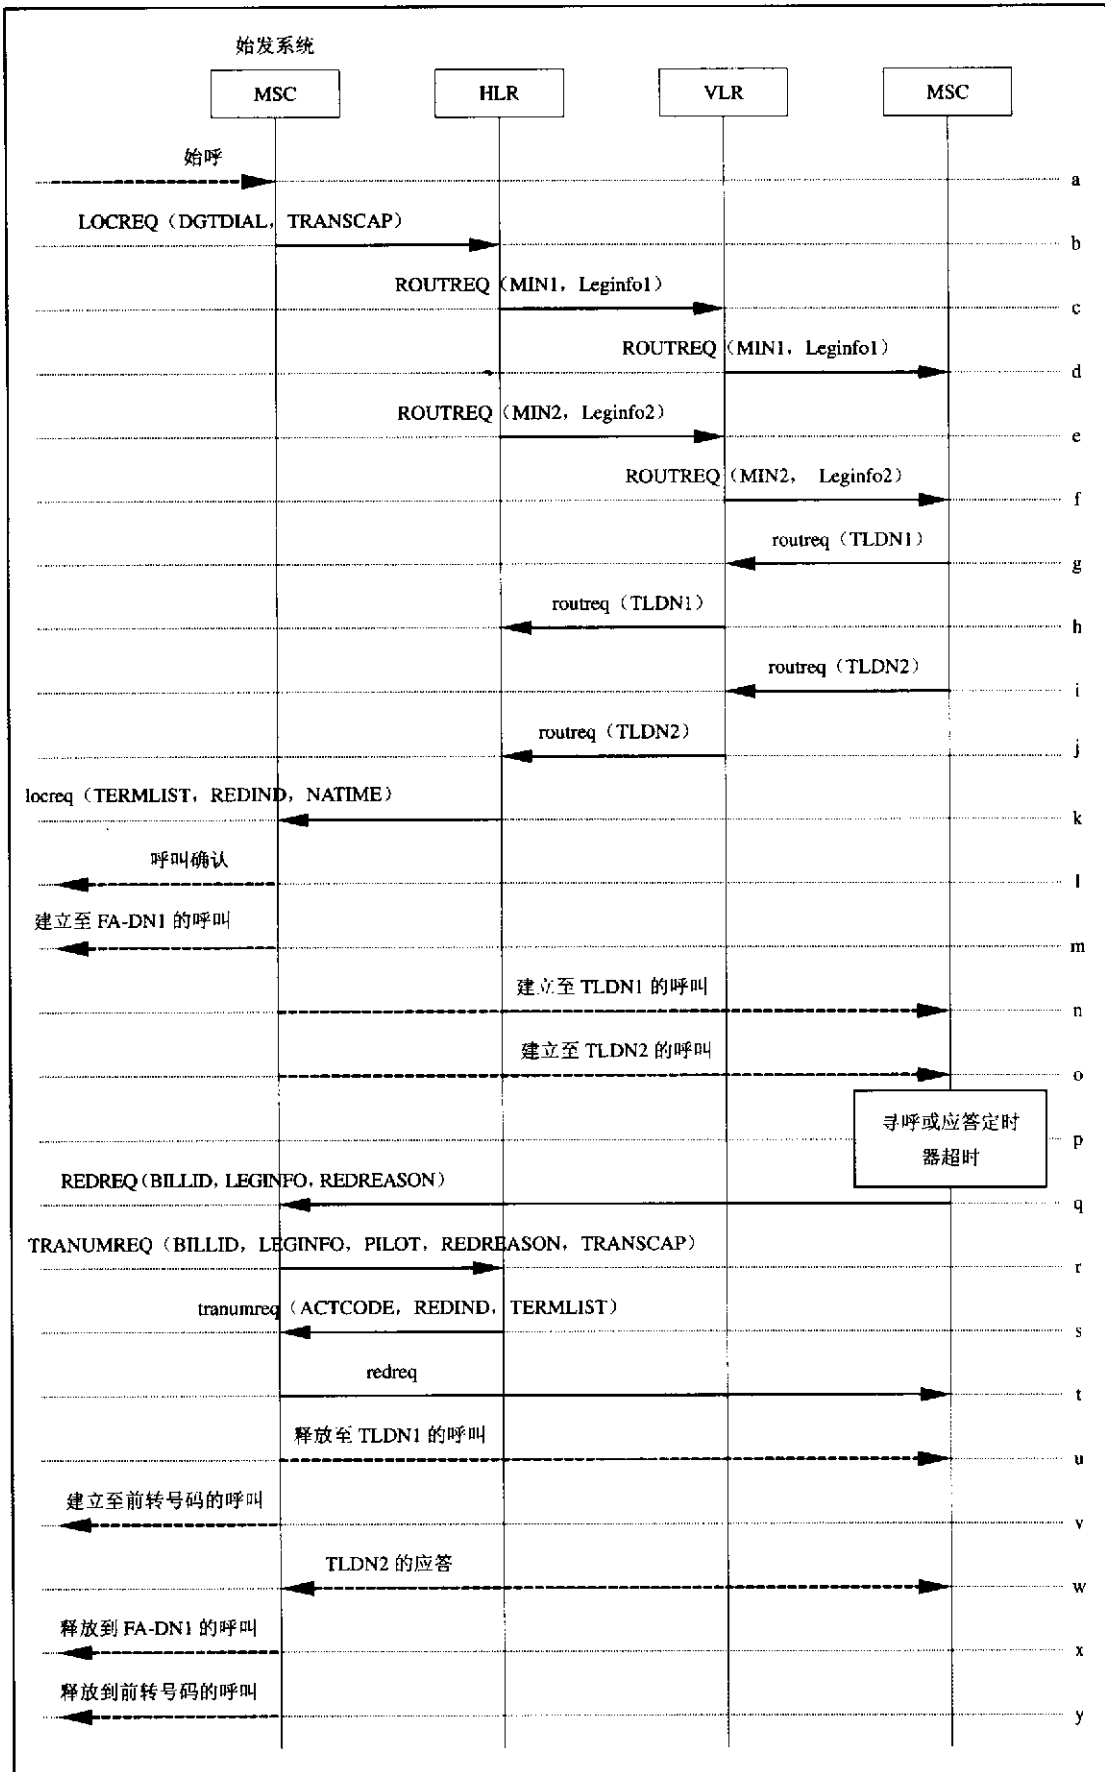 始发系统
MSC HLR VLR MSC
始呼 a
LOCREQ（DGTDIAL，TRANSCAP） b
ROUTREQ（MIN1，Leginfo1） c
ROUTREQ（MIN1，Leginfo1） d
ROUTREQ（MIN2，Leginfo2） e
ROUTREQ（MIN2，Leginfo2） f
routreq（TLDN1） g
routreq（TLDN1） h
routreq（TLDN2） i
routreq（TLDN2） j
locreq（TERMLIST，REDIND，NATIME） k
呼叫确认 l
建立至 FA-DN1 的呼叫 m
建立至 TLDN1 的呼叫 n
建立至 TLDN2 的呼叫 o
寻呼或应答定时
器超时 p
REDREQ(BILLID, LEGINFO, REDREASON) q
TRANUMREQ（BILLID，LEGINFO，PILOT，REDREASON，TRANSCAP） r
tranumreq（ACTCODE，REDIND，TERMLIST） s
redreq t
释放至 TLDN1 的呼叫 u
建立至前转号码的呼叫 v
TLDN2 的应答 w
释放到 FA-DN1 的呼叫 x
释放到前转号码的呼叫 y